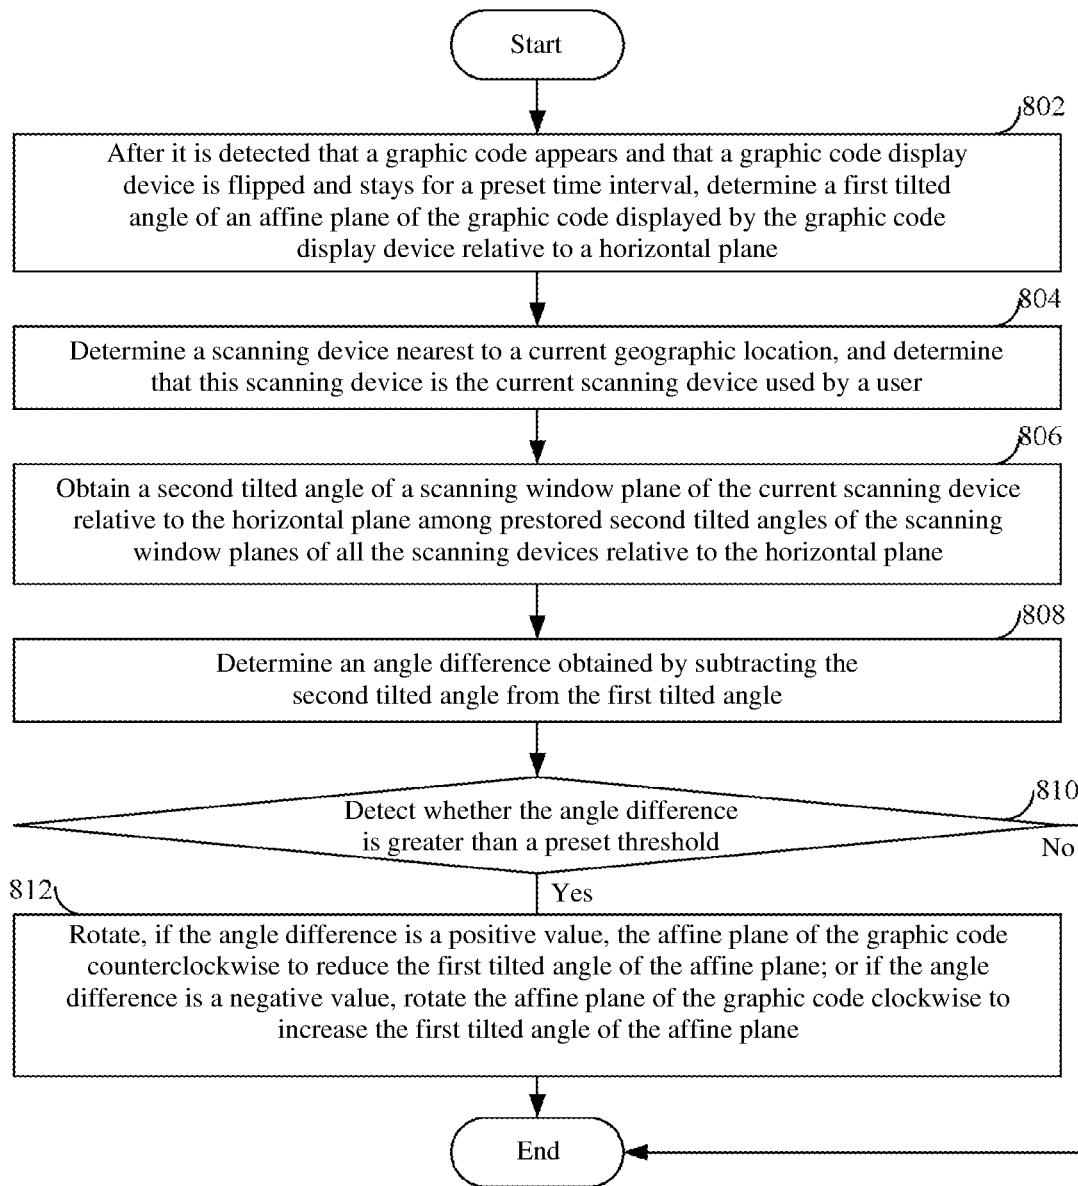 Start
802
After it is detected that a graphic code appears and that a graphic code display
device is flipped and stays for a preset time interval, determine a first tilted
angle of an affine plane of the graphic code displayed by the graphic code
display device relative to a horizontal plane
804
Determine a scanning device nearest to a current geographic location, and determine
that this scanning device is the current scanning device used by a user
806
Obtain a second tilted angle of a scanning window plane of the current scanning device
relative to the horizontal plane among prestored second tilted angles of the scanning
window planes of all the scanning devices relative to the horizontal plane
808
Determine an angle difference obtained by subtracting the
second tilted angle from the first tilted angle
810
Detect whether the angle difference
is greater than a preset threshold
No
Yes
812
Rotate, if the angle difference is a positive value, the affine plane of the graphic code
counterclockwise to reduce the first tilted angle of the affine plane; or if the angle
difference is a negative value, rotate the affine plane of the graphic code clockwise to
increase the first tilted angle of the affine plane
End